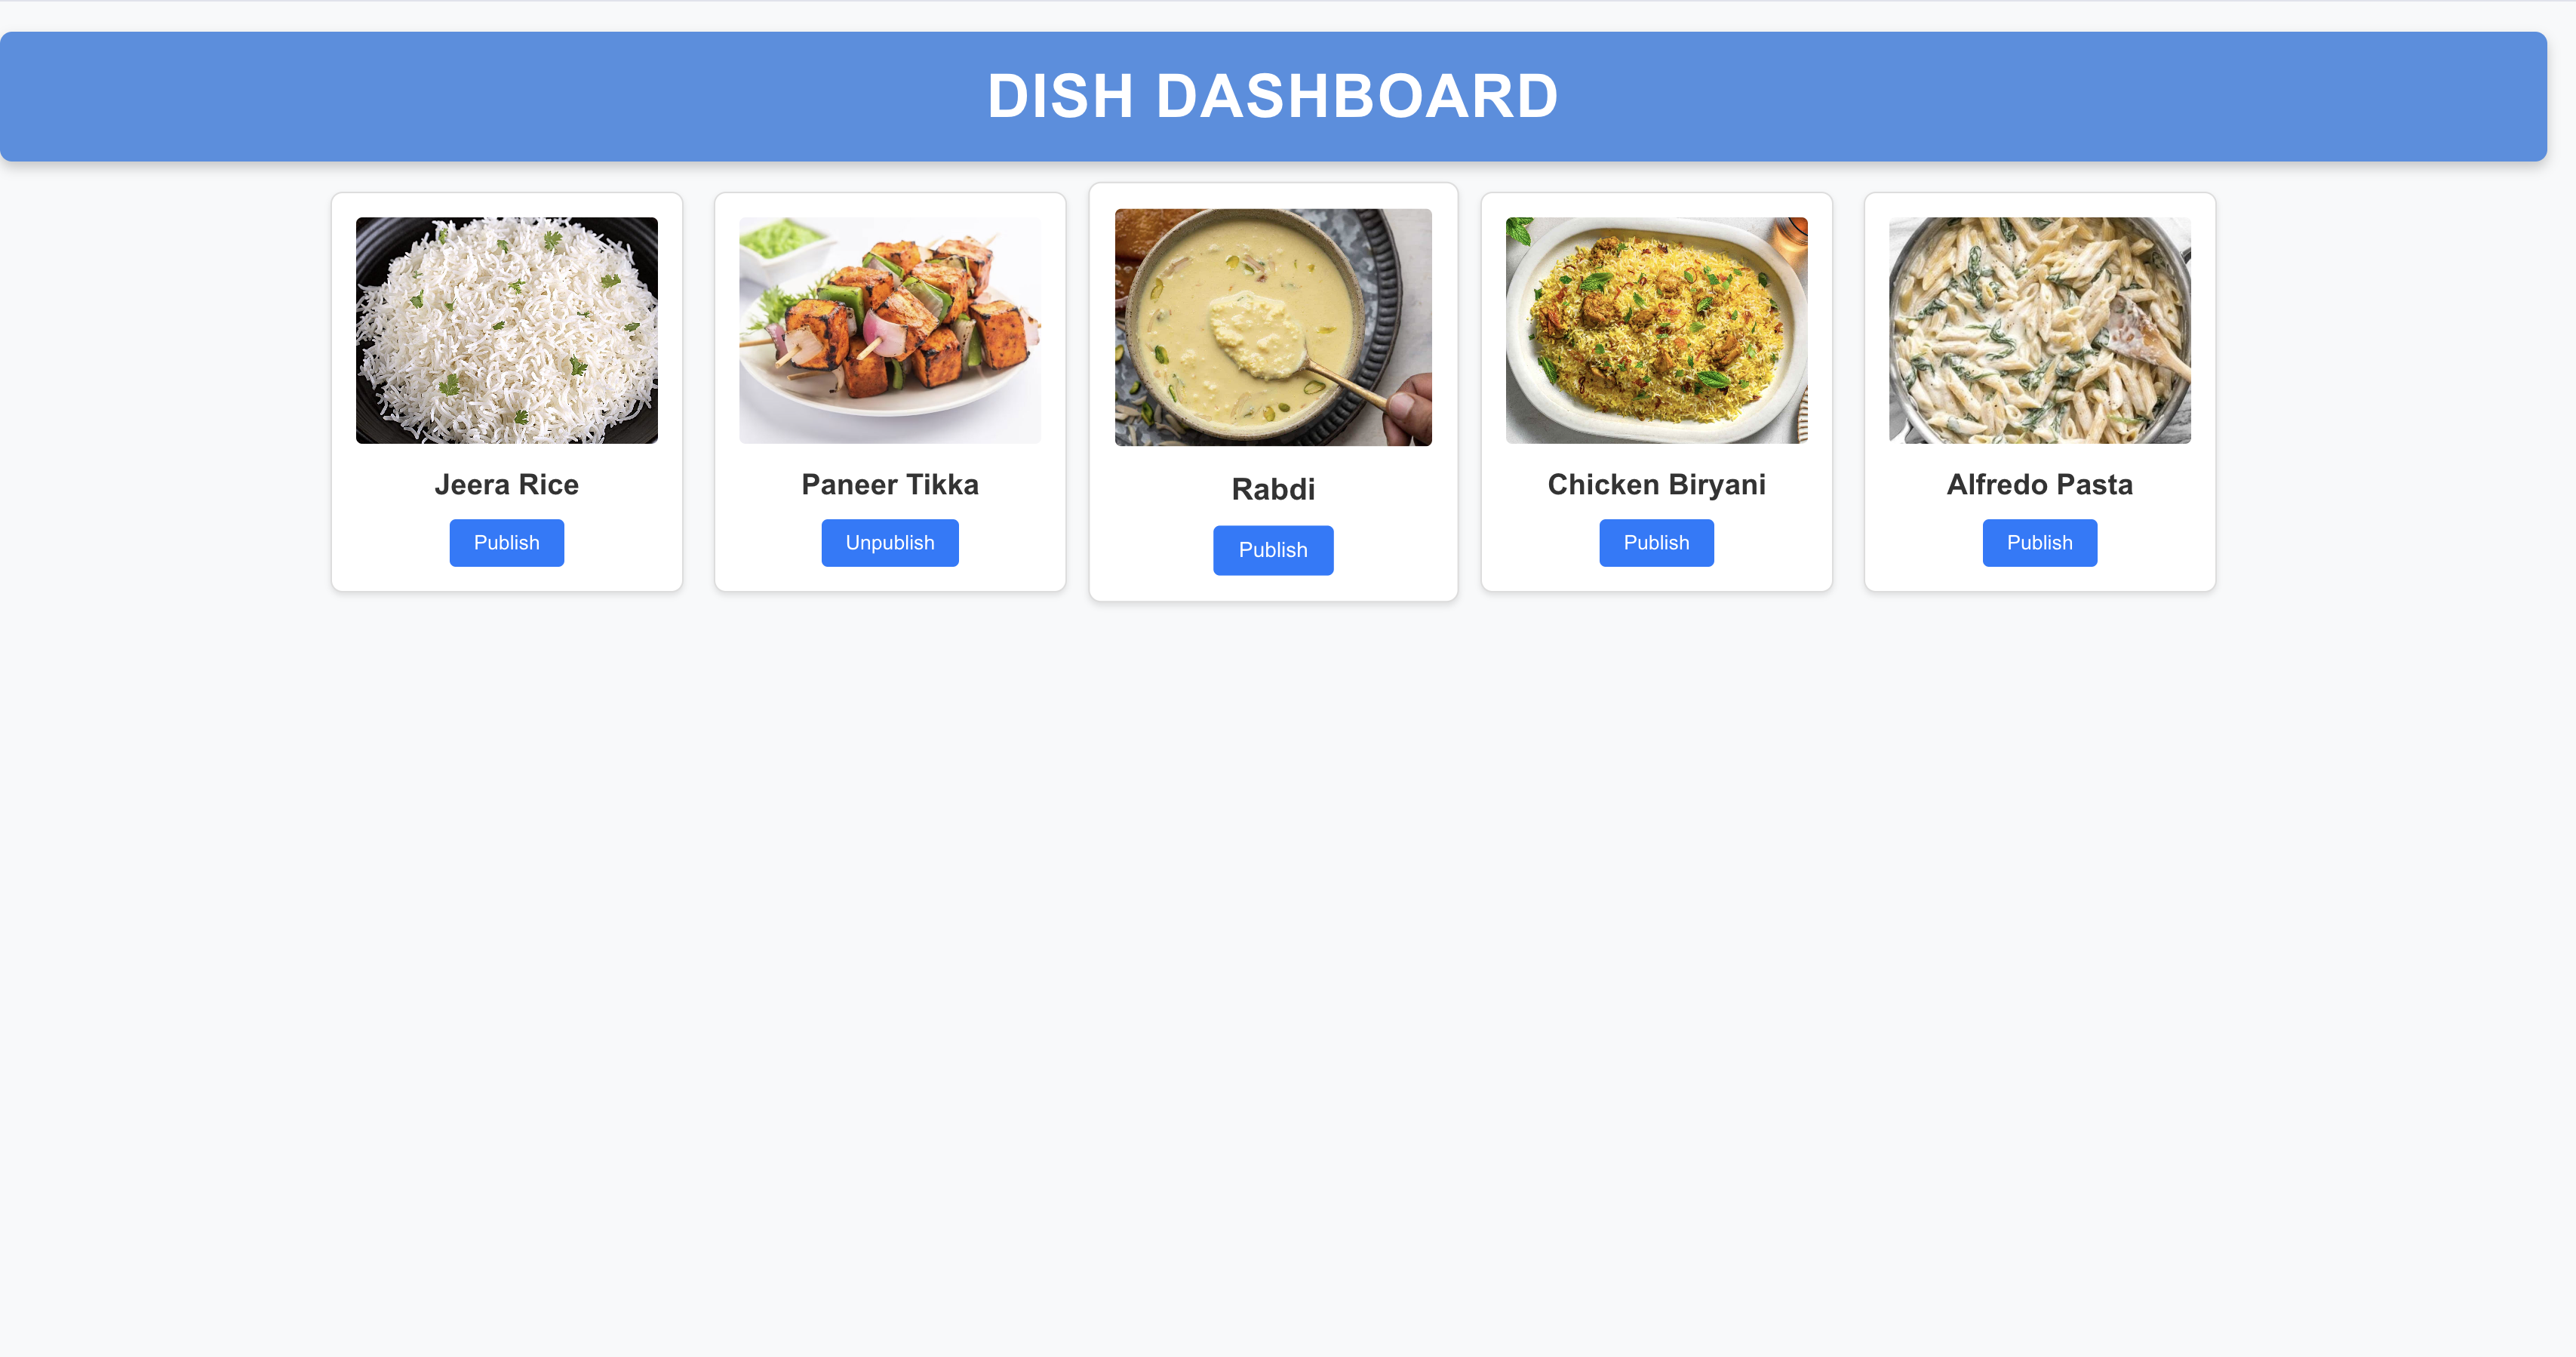 DISH DASHBOARD
Jeera Rice
Publish
Paneer Tikka
Unpublish
Rabdi
Publish
Chicken Biryani
Publish
Alfredo Pasta
Publish